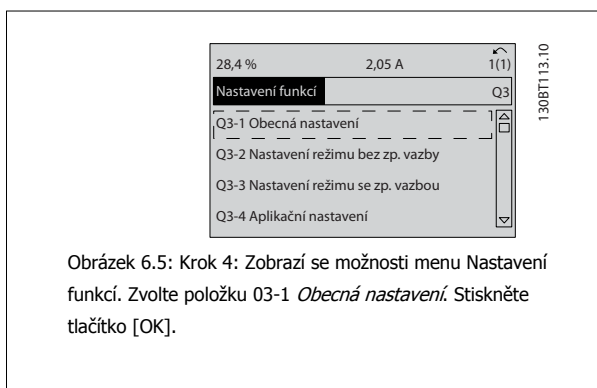 28,4 % 2,05 A 1(1)
Nastavení funkcí Q3
Q3-1 Obecná nastavení
Q3-2 Nastavení režimu bez zp. vazby
Q3-3 Nastavení režimu se zp. vazbou
Q3-4 Aplikační nastavení
130BT113.10
Obrázek 6.5: Krok 4: Zobrazí se možnosti menu Nastavení
funkcí. Zvolte položku 03-1 Obecná nastavení. Stiskněte
tlačítko [OK].